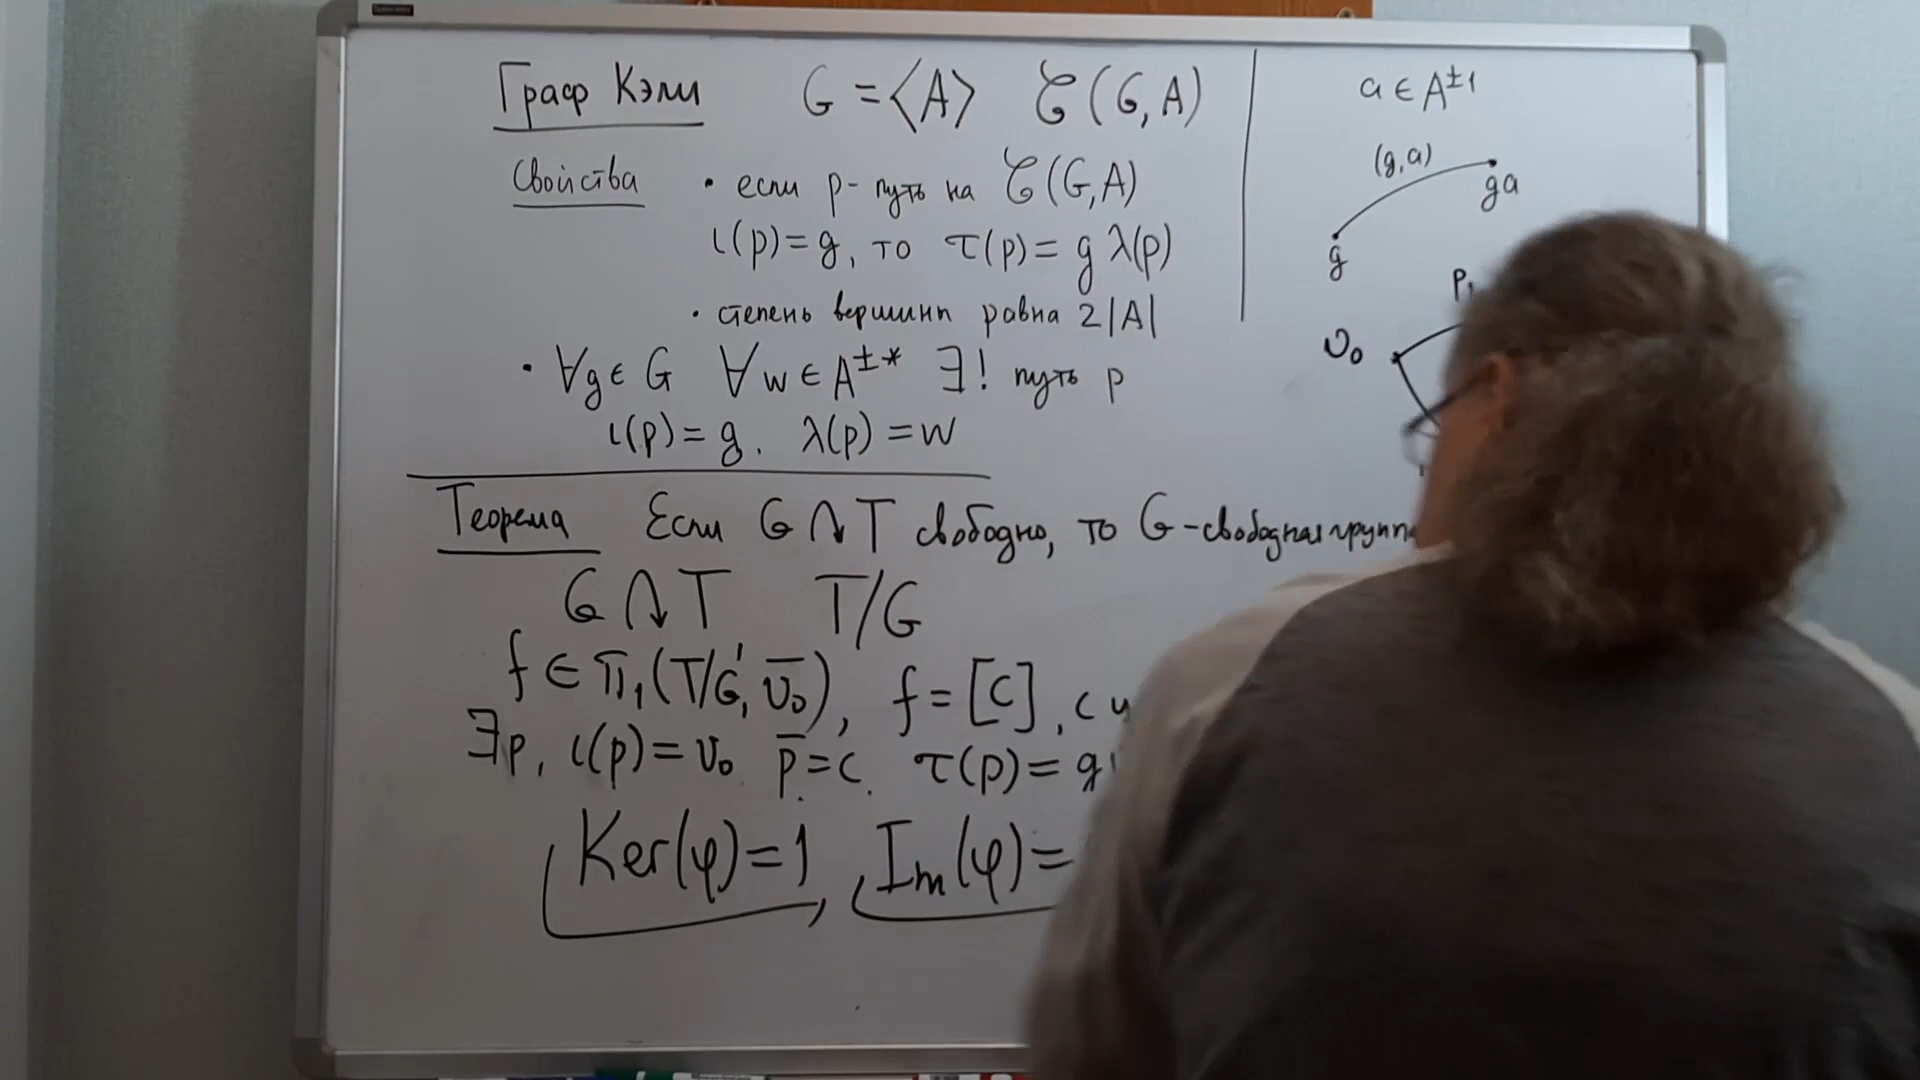 Граф Кэли G = ⟨A⟩ 𝒞(G, A)
Свойства • если p - путь на 𝒞(G, A)
ι(p) = g, то τ(p) = g λ(p)
• степень вершины равна 2|A|
• ∀g ∈ G ∀w ∈ A^{±*} ∃! путь p
ι(p) = g. λ(p) = w
a ∈ A^{±1}
(g, a)
ga
g
p₁
v₀
Теорема Если G ↷ T свободно, то G - свободная группа
G ↷ T T/G
f ∈ π₁(T/G, v̄₀), f = [c], c
∃p, ι(p) = v₀ p̄ = c. τ(p) = g
Ker(φ) = 1, Im(φ) =